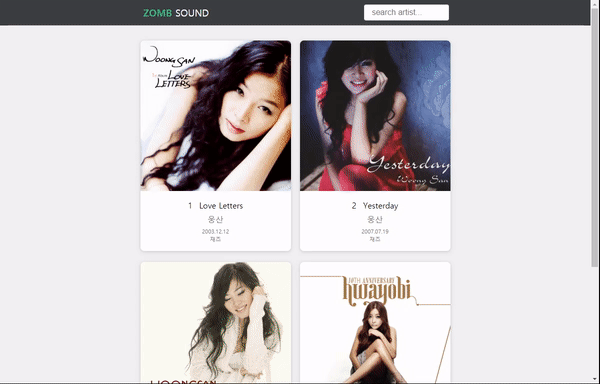 ZOMB SOUND
search artist...
WOONG SAN
LOVE
LETTERS
Yesterday
Woong San
1 Love Letters
웅산
2003.12.12
재즈
2 Yesterday
웅산
2007.07.19
재즈
10TH ANNIVERSARY
hwayobi
WOONGSAN